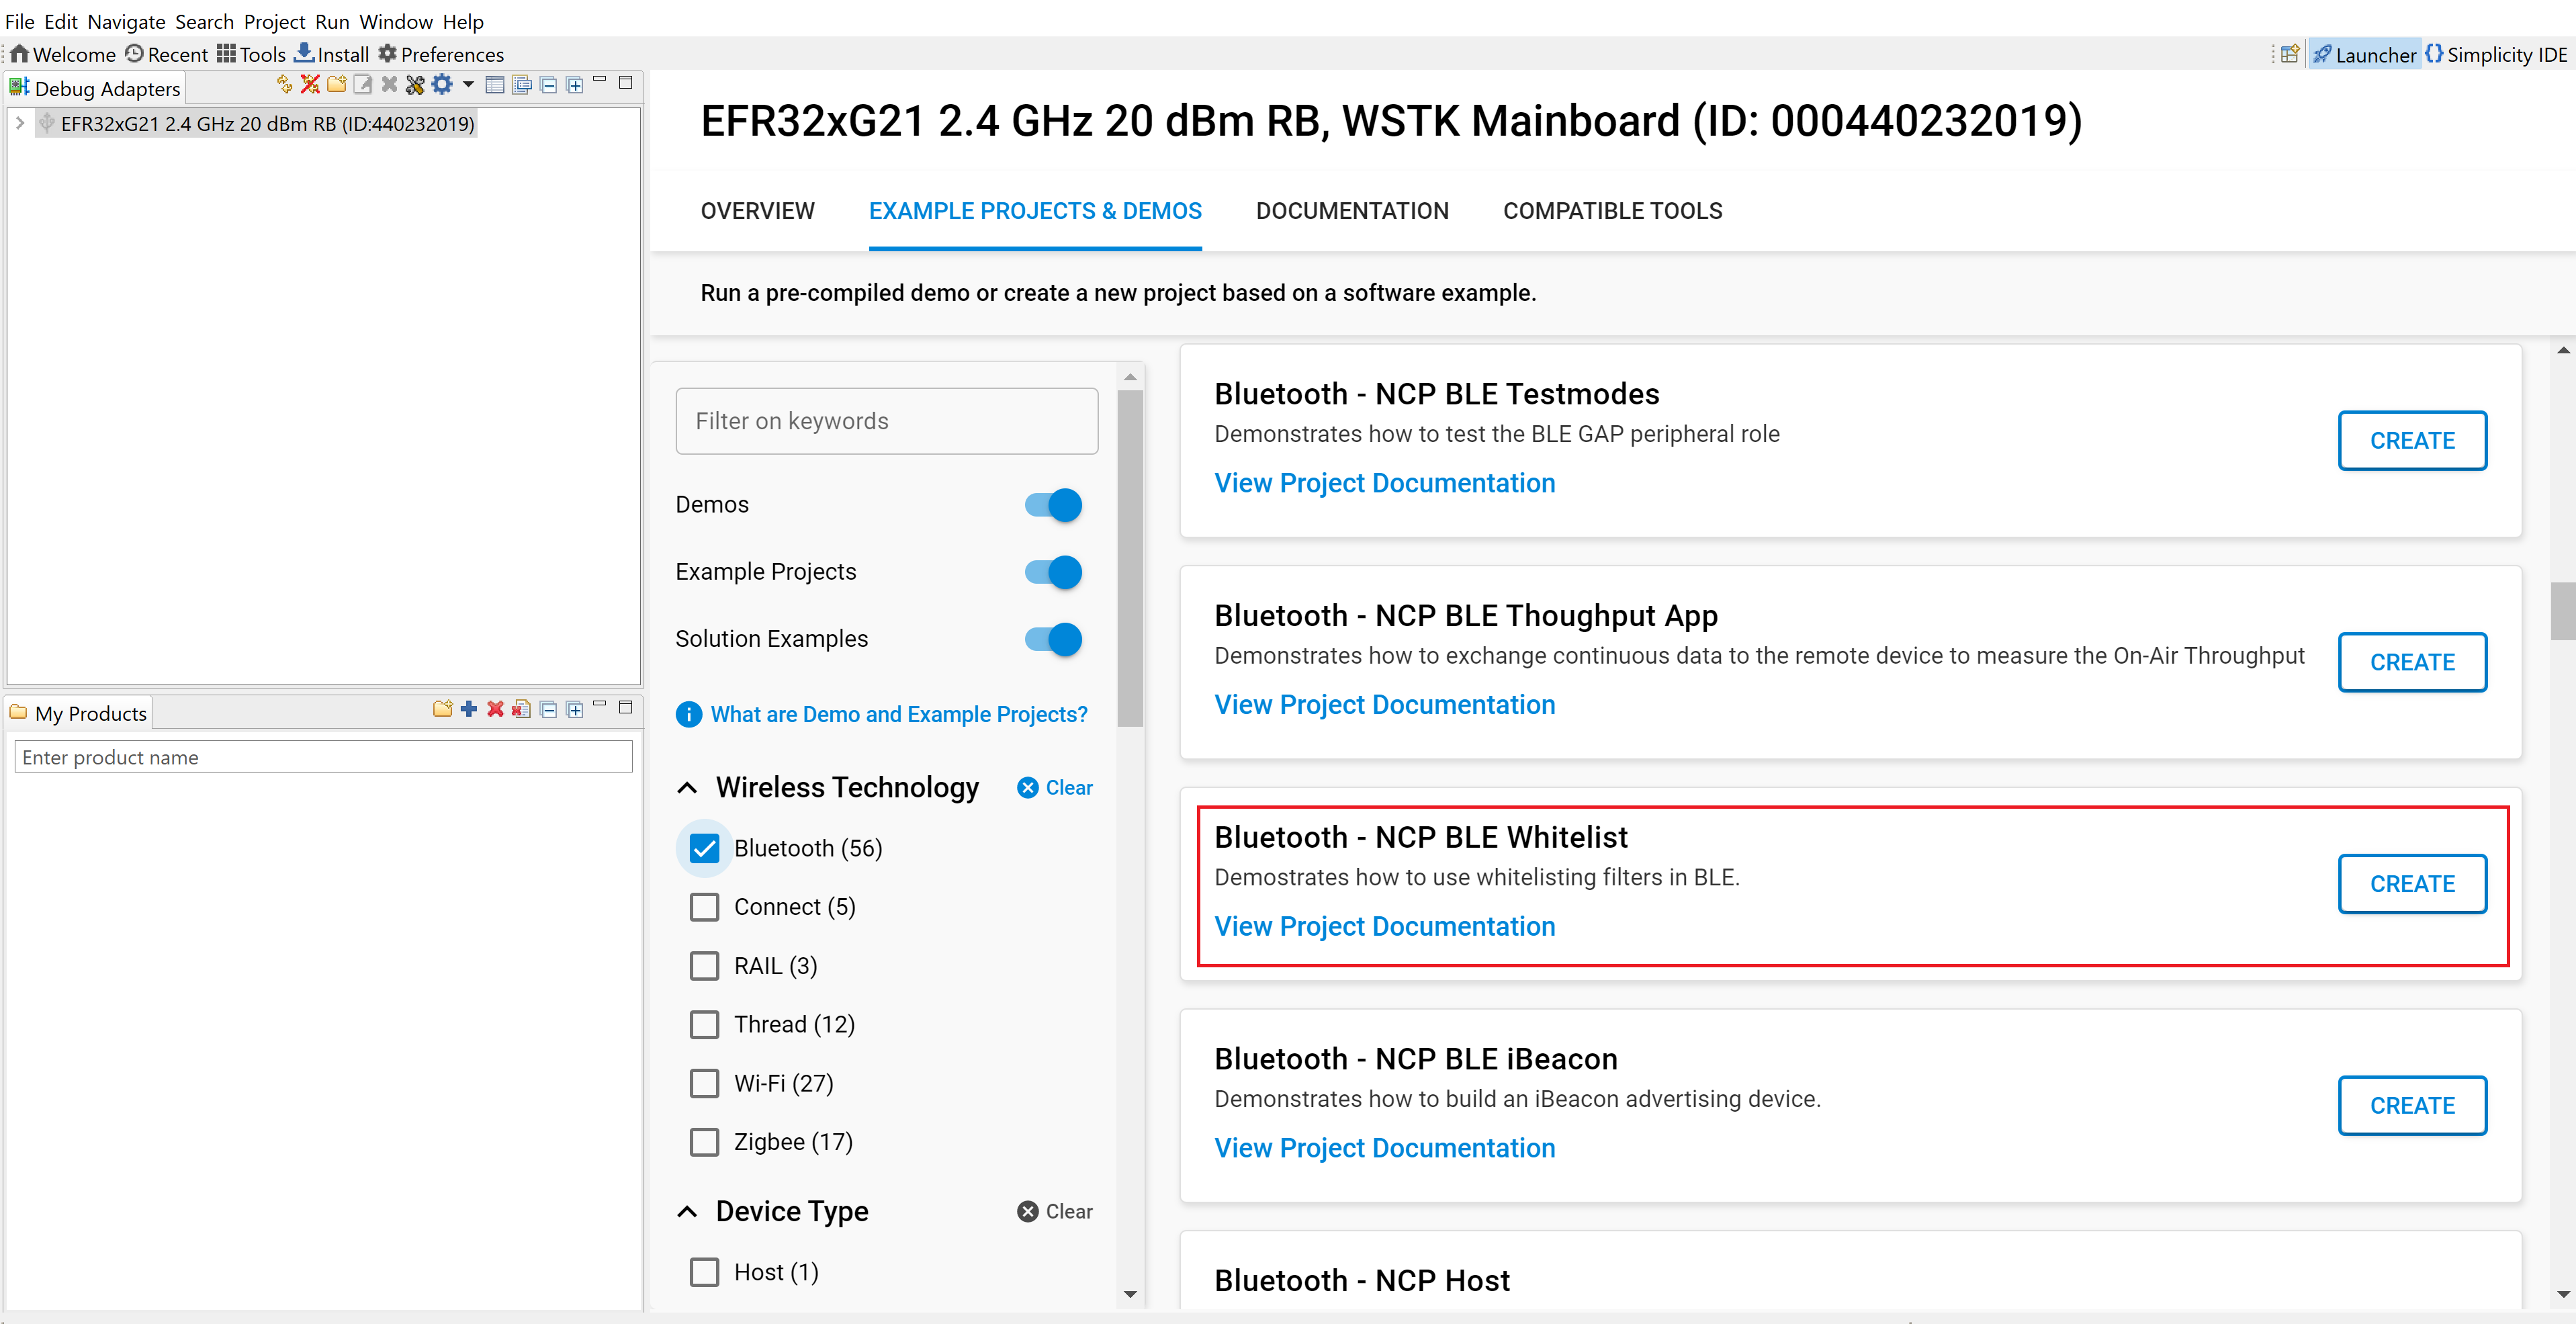 File Edit Navigate Search Project Run Window Help
Welcome Recent Tools Install Preferences
Launcher Simplicity IDE
Debug Adapters
EFR32xG21 2.4 GHz 20 dBm RB (ID:440232019)
My Products
Enter product name
EFR32xG21 2.4 GHz 20 dBm RB, WSTK Mainboard (ID: 000440232019)
OVERVIEW EXAMPLE PROJECTS & DEMOS DOCUMENTATION COMPATIBLE TOOLS
Run a pre-compiled demo or create a new project based on a software example.
Filter on keywords
Demos
Example Projects
Solution Examples
What are Demo and Example Projects?
Wireless Technology Clear
Bluetooth (56)
Connect (5)
RAIL (3)
Thread (12)
Wi-Fi (27)
Zigbee (17)
Device Type Clear
Host (1)
Bluetooth - NCP BLE Testmodes
Demonstrates how to test the BLE GAP peripheral role
View Project Documentation
CREATE
Bluetooth - NCP BLE Thoughput App
Demonstrates how to exchange continuous data to the remote device to measure the On-Air Throughput
View Project Documentation
CREATE
Bluetooth - NCP BLE Whitelist
Demostrates how to use whitelisting filters in BLE.
View Project Documentation
CREATE
Bluetooth - NCP BLE iBeacon
Demonstrates how to build an iBeacon advertising device.
View Project Documentation
CREATE
Bluetooth - NCP Host